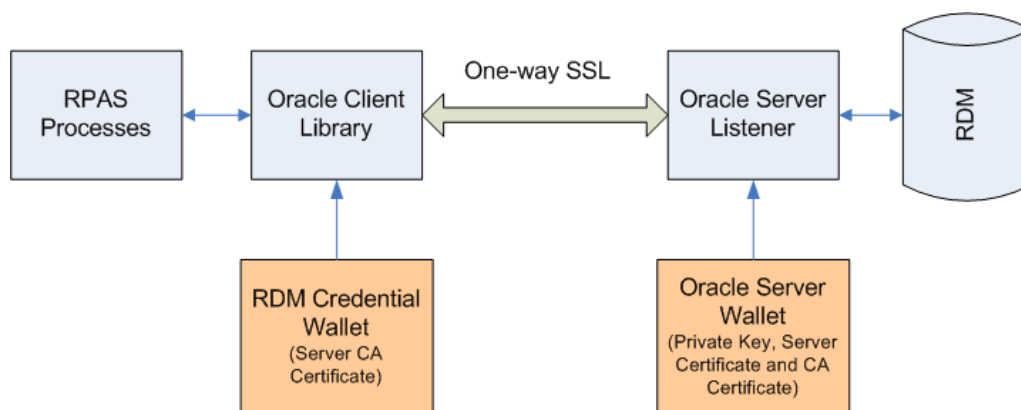 RPAS
Processes
Oracle Client
Library
One-way SSL
Oracle Server
Listener
RDM
RDM Credential
Wallet
(Server CA
Certificate)
Oracle Server
Wallet
(Private Key, Server
Certificate and CA
Certificate)